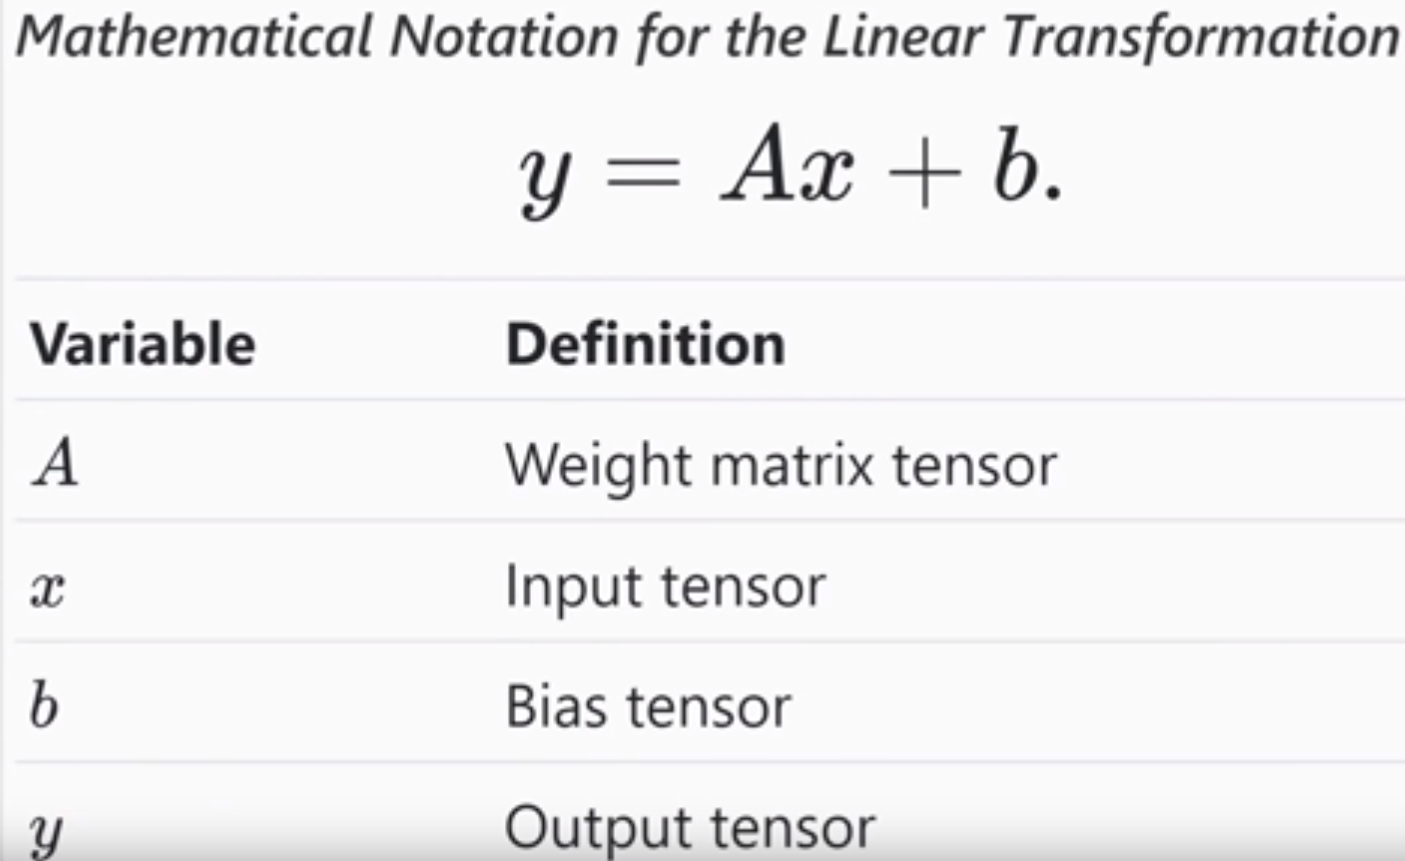 Mathematical Notation for the Linear Transformation
y = Ax + b.
Variable Definition
A Weight matrix tensor
x Input tensor
b Bias tensor
y Output tensor